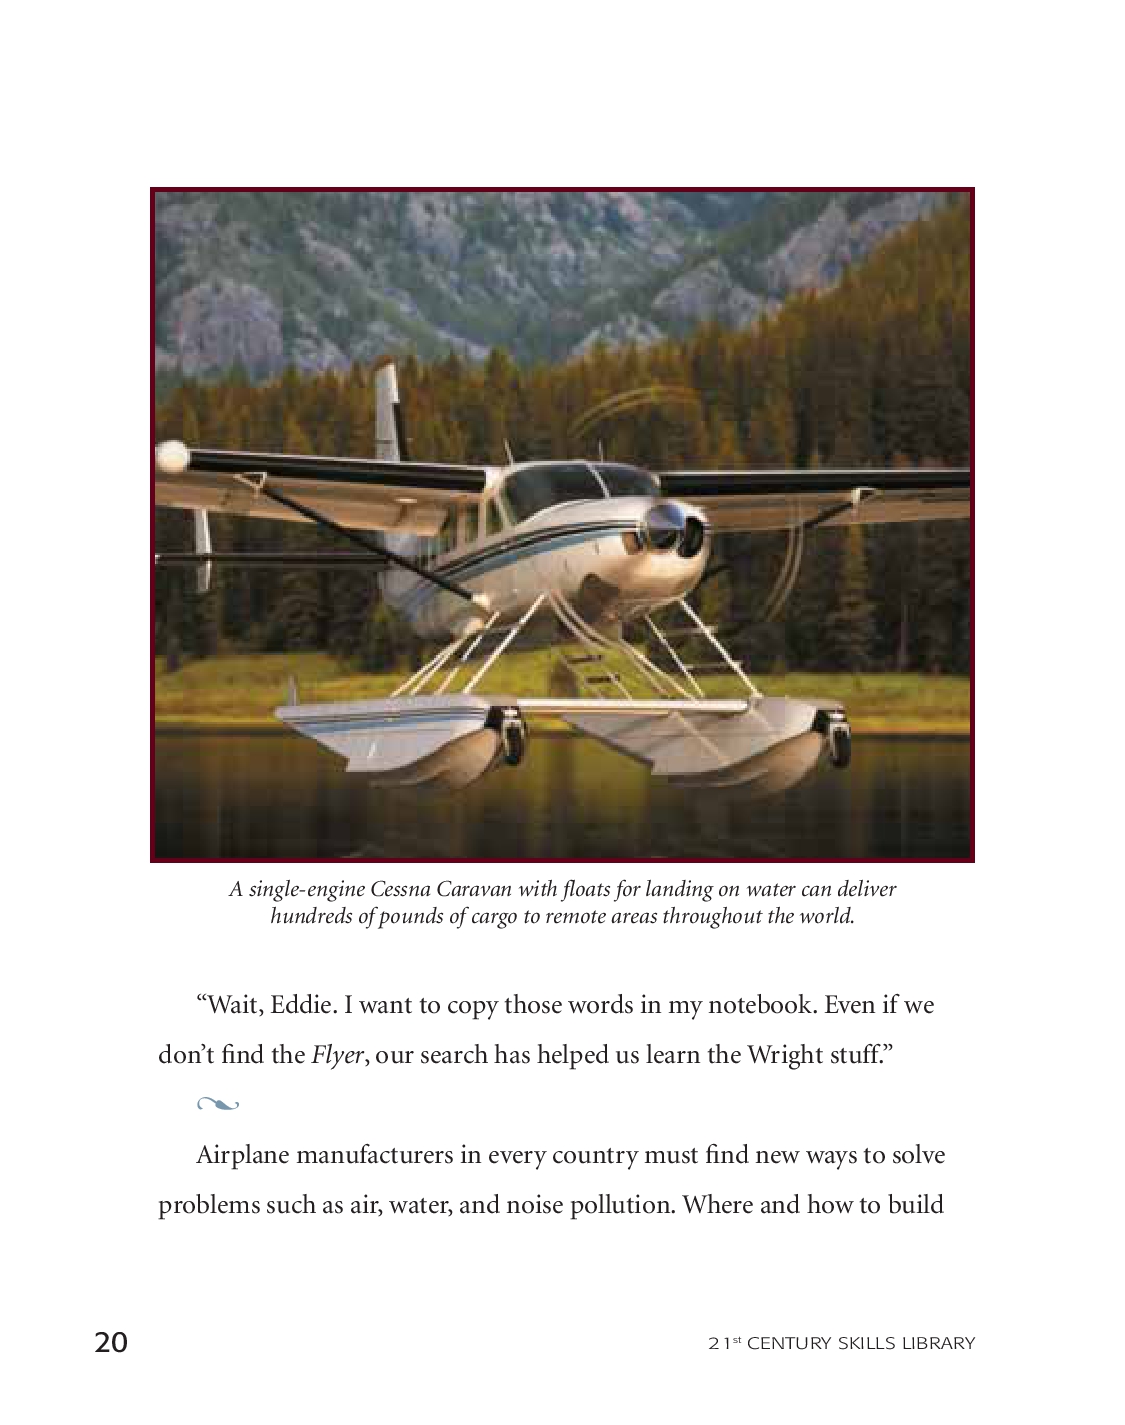 A single-engine Cessna Caravan with floats for landing on water can deliver
hundreds of pounds of cargo to remote areas throughout the world.
“Wait, Eddie. I want to copy those words in my notebook. Even if we
don’t find the Flyer, our search has helped us learn the Wright stuff.”
Airplane manufacturers in every country must find new ways to solve
problems such as air, water, and noise pollution. Where and how to build
20
21st CENTURY SKILLS LIBRARY